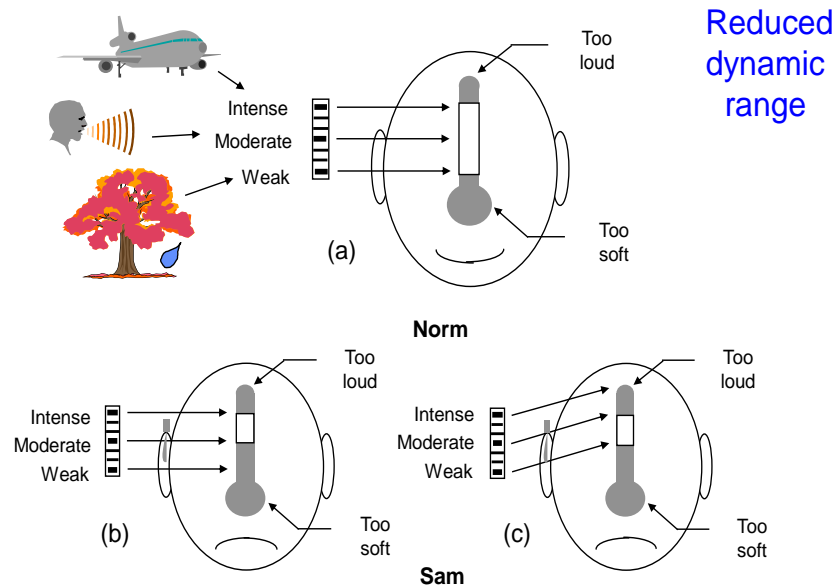 Reduced
dynamic
range
Too
loud
Intense
Moderate
Weak
(a)
Too
soft
Norm
Too
loud
Intense
Moderate
Weak
(b)
Too
soft
Too
loud
Intense
Moderate
Weak
(c)
Too
soft
Sam